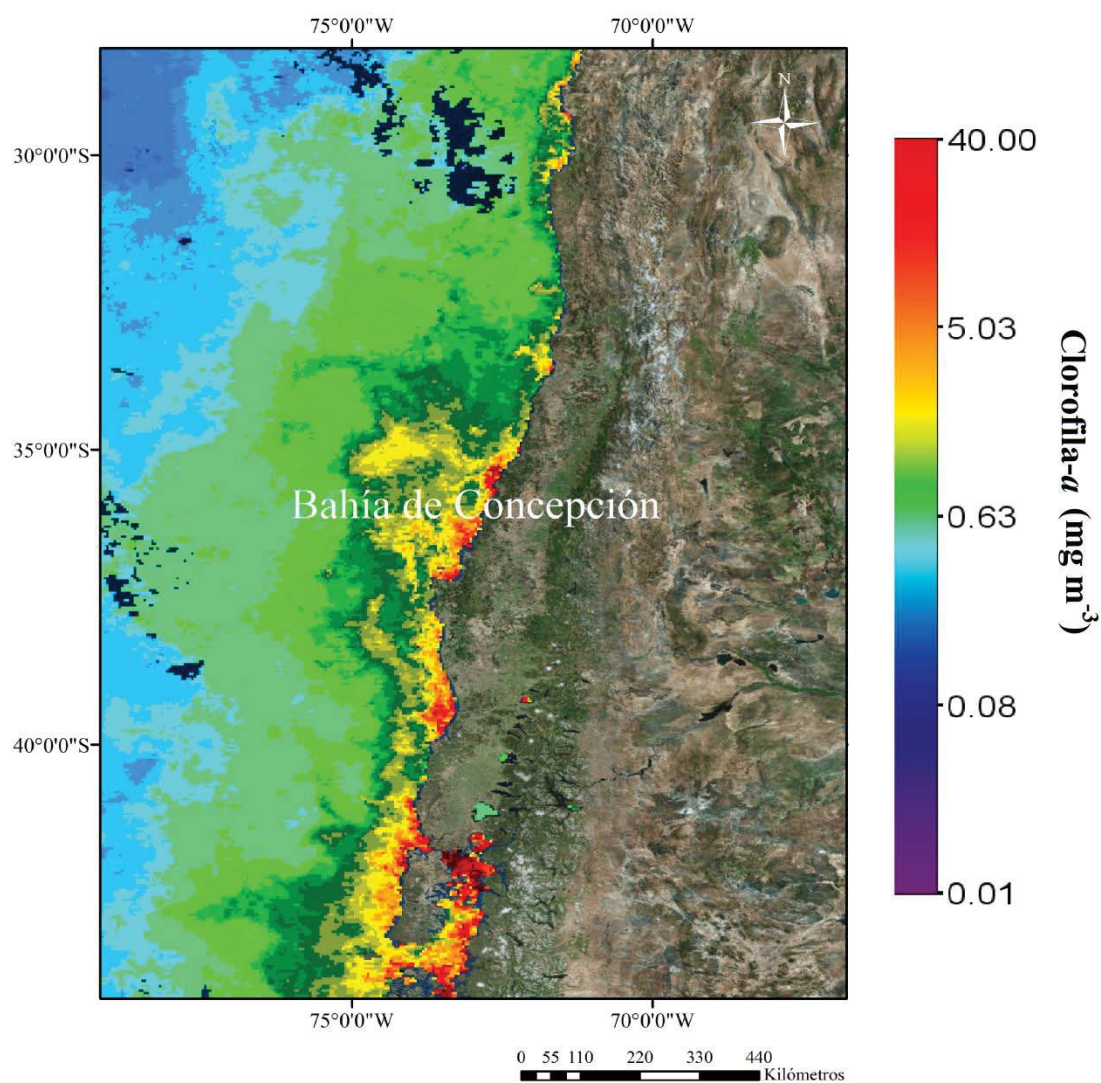 75°0'0"W 70°0'0"W
N
30°0'0"S
35°0'0"S
40°0'0"S
Bahía de Concepción
40.00
5.03
0.63
0.08
0.01
Clorofila-a (mg m-3)
75°0'0"W 70°0'0"W
0 55 110 220 330 440
Kilómetros